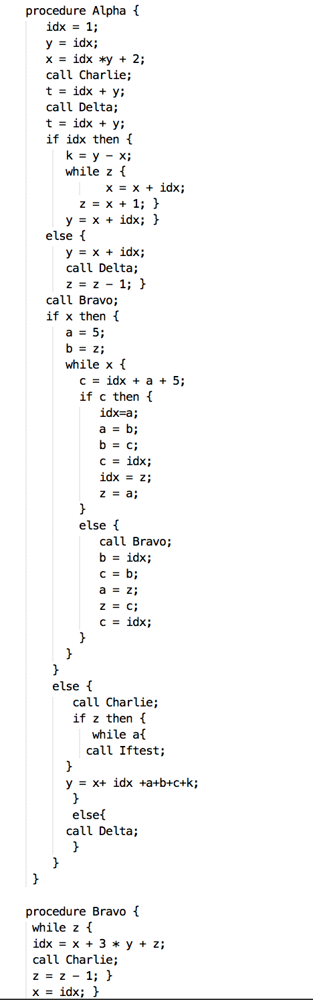 procedure Alpha {
idx = 1;
y = idx;
x = idx *y + 2;
call Charlie;
t = idx + y;
call Delta;
t = idx + y;
if idx then {
k = y - x;
while z {
x = x + idx;
z = x + 1; }
y = x + idx; }
else {
y = x + idx;
call Delta;
z = z - 1; }
call Bravo;
if x then {
a = 5;
b = z;
while x {
c = idx + a + 5;
if c then {
idx=a;
a = b;
b = c;
c = idx;
idx = z;
z = a;
}
else {
call Bravo;
b = idx;
c = b;
a = z;
z = c;
c = idx;
}
}
}
else {
call Charlie;
if z then {
while a{
call Iftest;
}
y = x+ idx +a+b+c+k;
}
else{
call Delta;
}
}
}
procedure Bravo {
while z {
idx = x + 3 * y + z;
call Charlie;
z = z - 1; }
x = idx; }